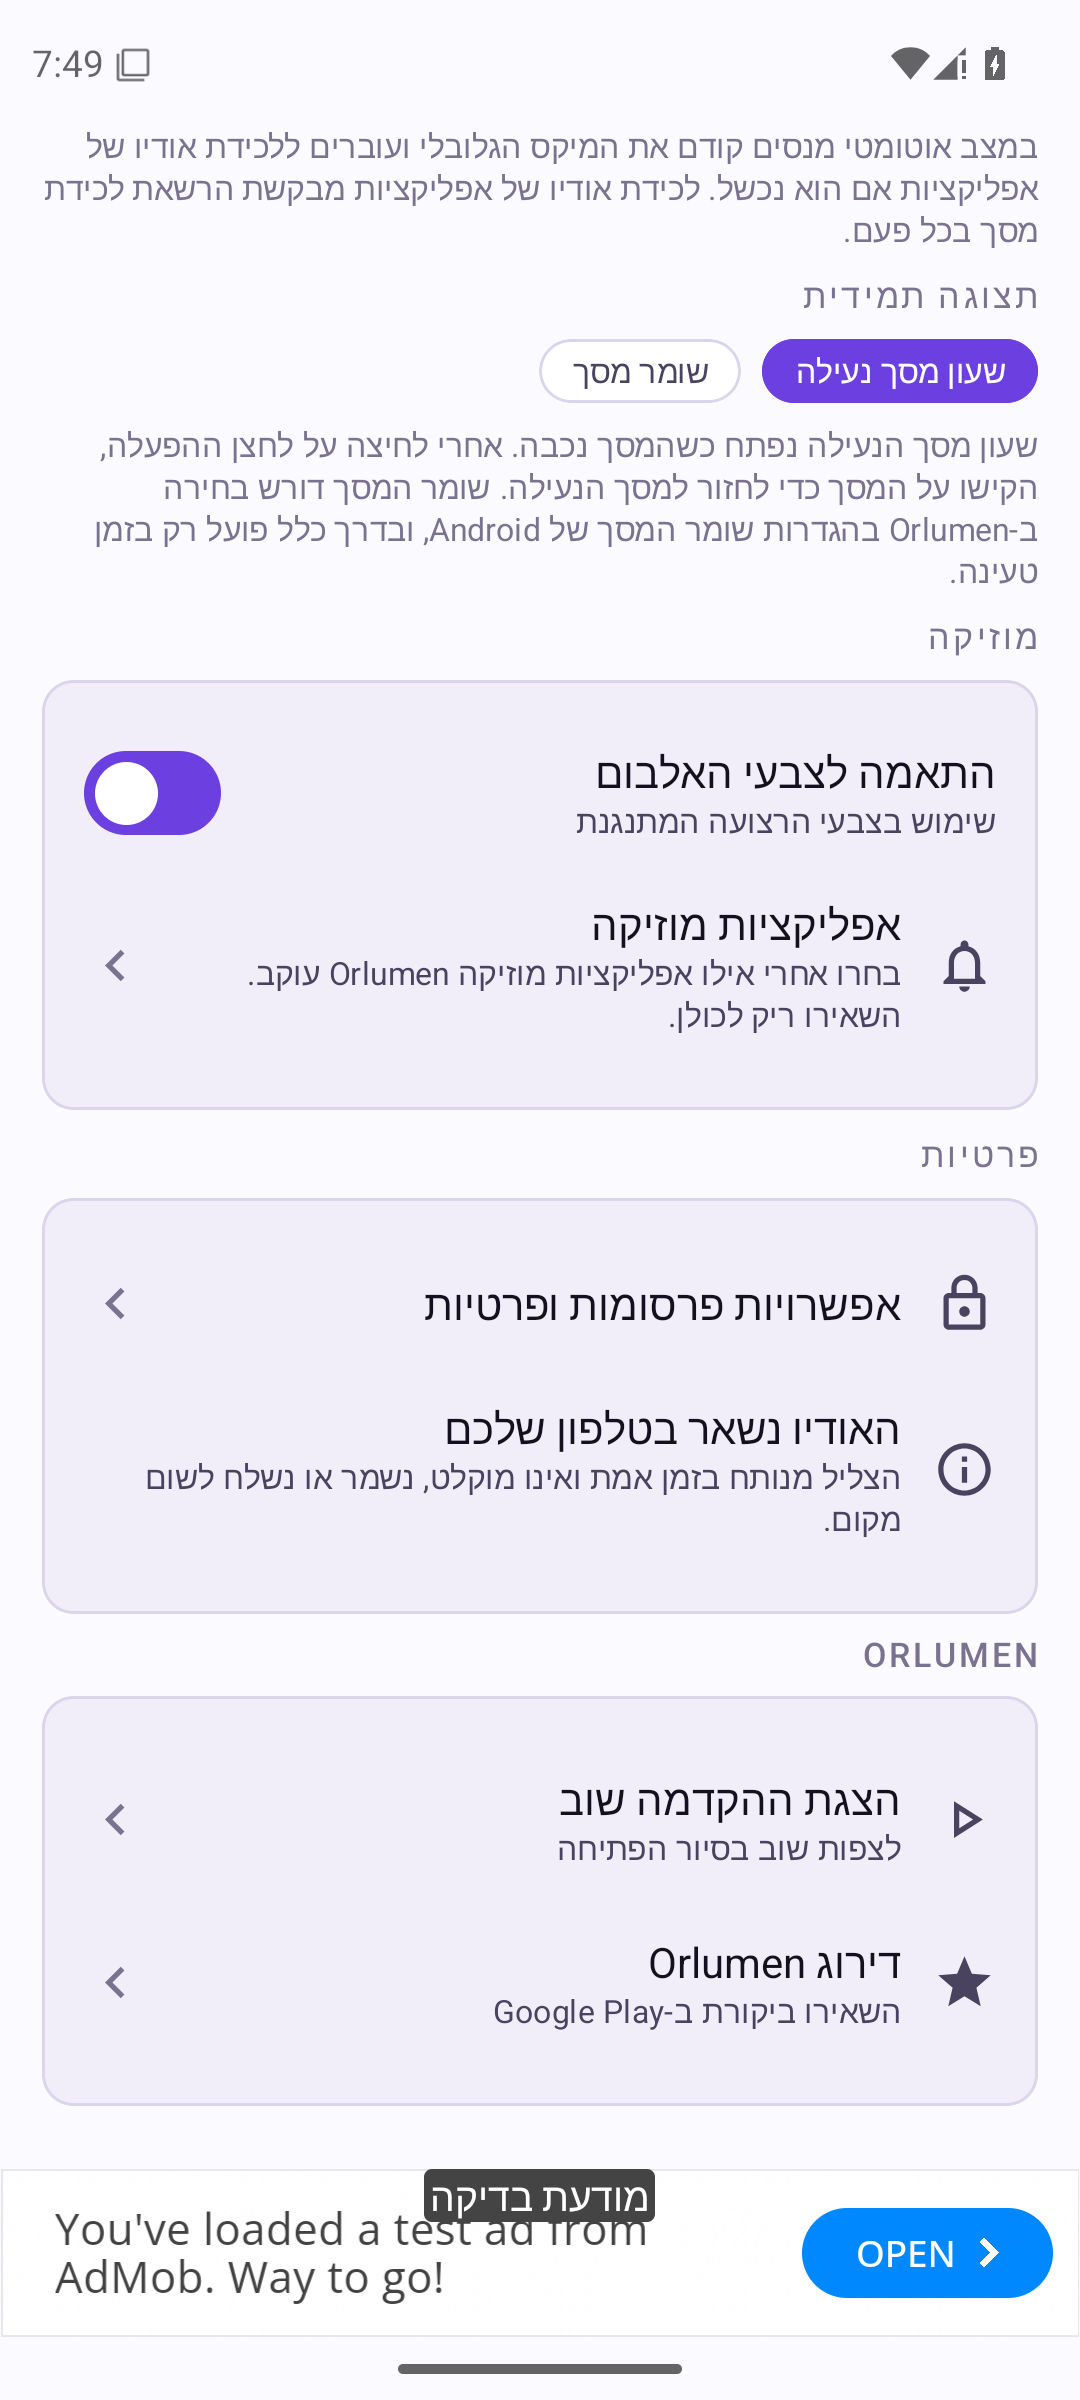 7:49
במצב אוטומטי מנסים קודם את המיקס הגלובלי ועוברים ללכידת אודיו של
אפליקציות אם הוא נכשל. לכידת אודיו של אפליקציות מבקשת הרשאת לכידת
מסך בכל פעם.
תצוגה תמידית
שעון מסך נעילה
שומר מסך
שעון מסך הנעילה נפתח כשהמסך נכבה. אחרי לחיצה על לחצן ההפעלה,
הקישו על המסך כדי לחזור למסך הנעילה. שומר המסך דורש בחירה
ב-Orlumen בהגדרות שומר המסך של Android, ובדרך כלל פועל רק בזמן
טעינה.
מוזיקה
התאמה לצבעי האלבום
שימוש בצבעי הרצועה המתנגנת
אפליקציות מוזיקה
בחרו אחרי אילו אפליקציות מוזיקה Orlumen עוקב.
השאירו ריק לכולן.
פרטיות
אפשרויות פרסומות ופרטיות
האודיו נשאר בטלפון שלכם
הצליל מנותח בזמן אמת ואינו מוקלט, נשמר או נשלח לשום
מקום.
ORLUMEN
הצגת ההקדמה שוב
לצפות שוב בסיור הפתיחה
דירוג Orlumen
השאירו ביקורת ב-Google Play
מודעת בדיקה
You've loaded a test ad from
AdMob. Way to go!
OPEN